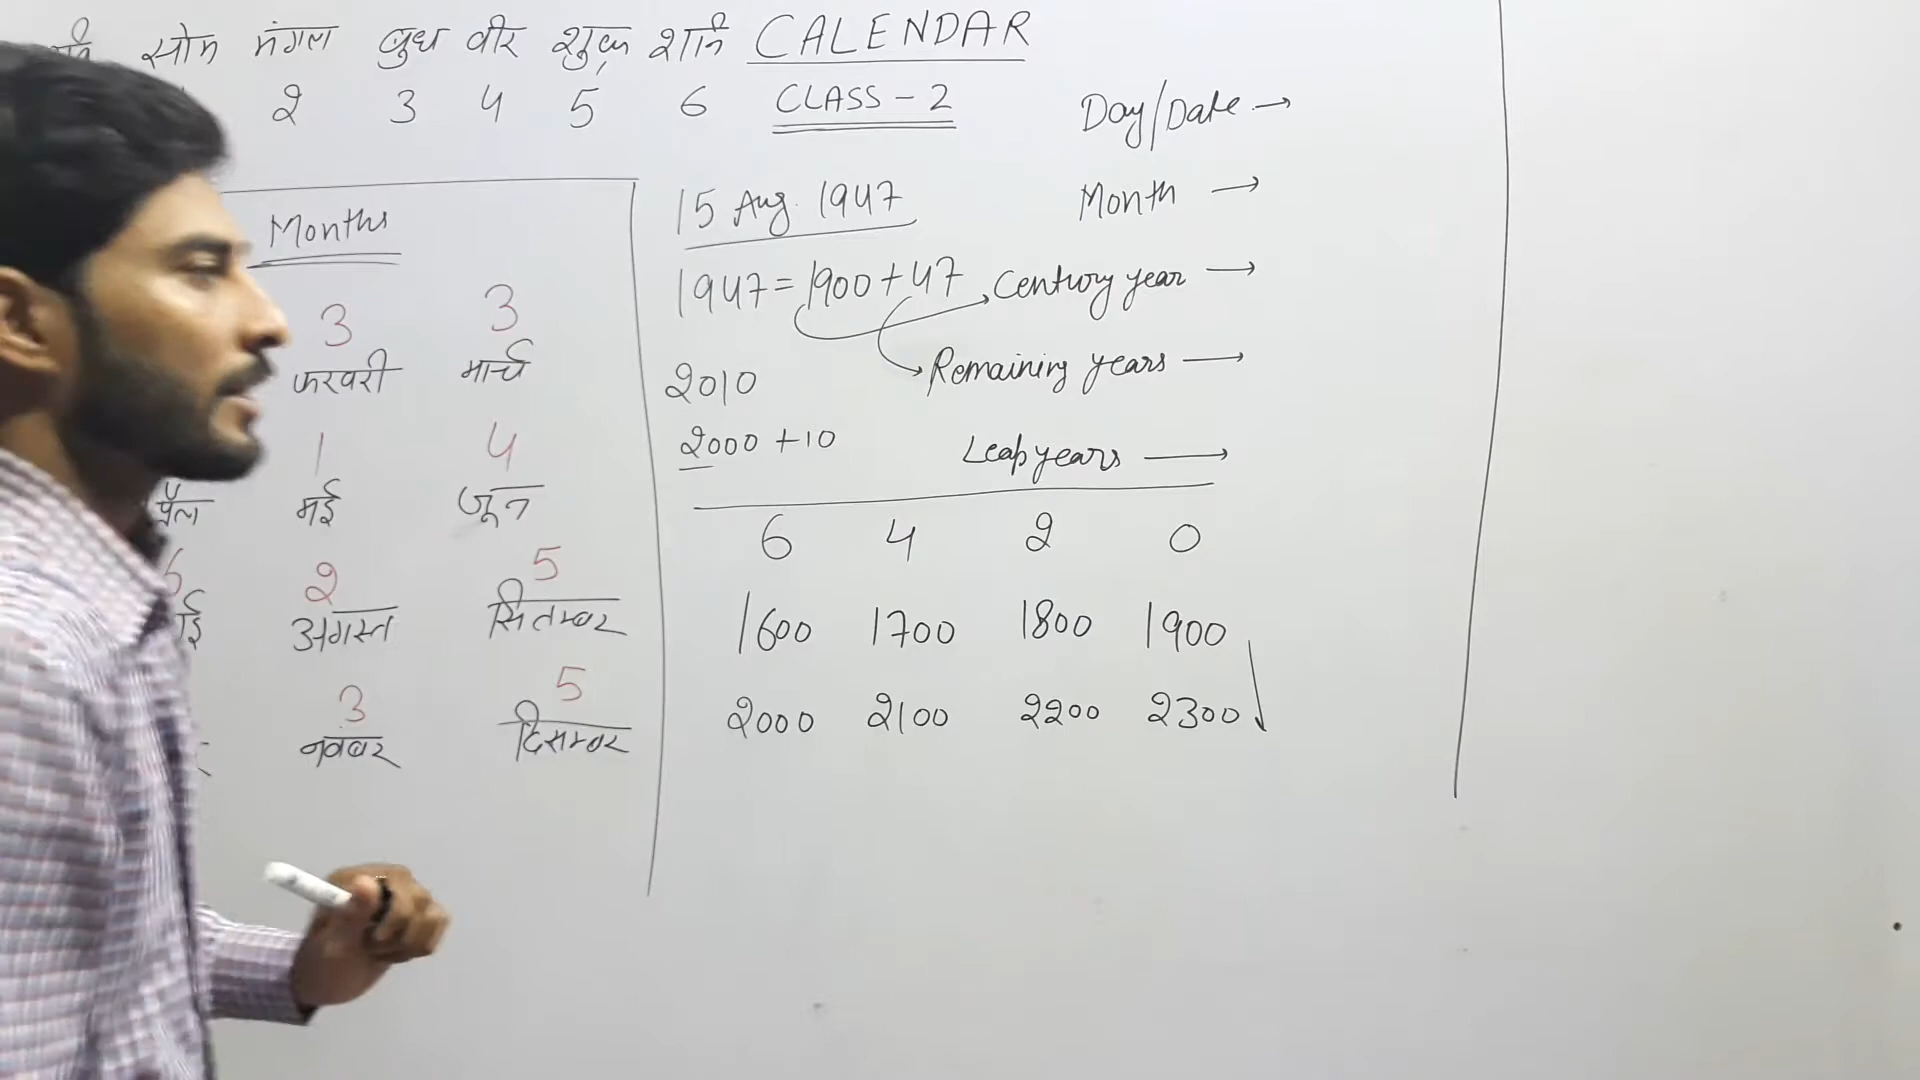 सोम मंगल बुध वीर शुक्र शनि CALENDAR
2 3 4 5 6 CLASS - 2
Day/Date →
15 Aug. 1947
Month →
Months
1947 = 1900 + 47
Century year →
3 3
फरवरी मार्च
Remaining years →
2010
2000 + 10
Leap years →
1 4
मई जून
6 4 2 0
2 5
अगस्त सितम्बर
1600 1700 1800 1900
3 5
नवंबर दिसम्बर
2000 2100 2200 2300